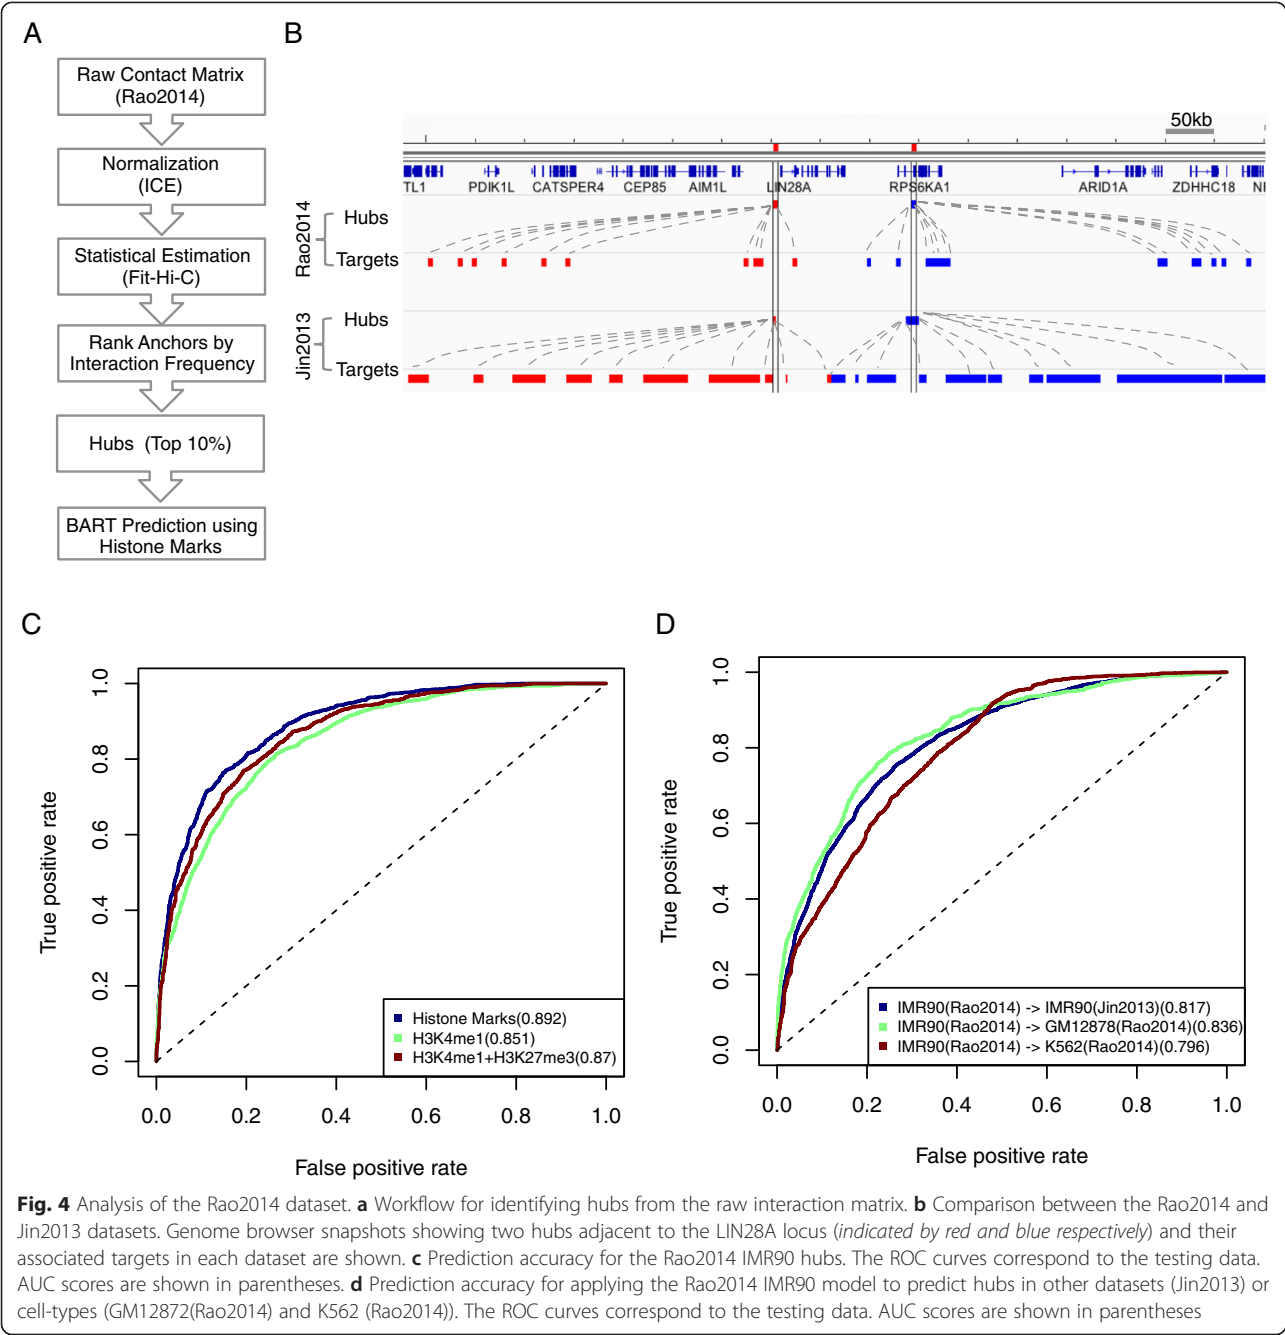 A
Raw Contact Matrix
(Rao2014)
Normalization
(ICE)
Statistical Estimation
(Fit-Hi-C)
Rank Anchors by
Interaction Frequency
Hubs (Top 10%)
BART Prediction using
Histone Marks
B
50kb
TL1 PDIK1L CATSPER4 CEP85 AIM1L LIN28A RPS6KA1 ARID1A ZDHHC18 NI
Rao2014
Hubs
Targets
Jin2013
Hubs
Targets
C
True positive rate
1.0
0.8
0.6
0.4
0.2
0.0
Histone Marks(0.892)
H3K4me1(0.851)
H3K4me1+H3K27me3(0.87)
0.0 0.2 0.4 0.6 0.8 1.0
False positive rate
D
True positive rate
1.0
0.8
0.6
0.4
0.2
0.0
IMR90(Rao2014) -> IMR90(Jin2013)(0.817)
IMR90(Rao2014) -> GM12878(Rao2014)(0.836)
IMR90(Rao2014) -> K562(Rao2014)(0.796)
0.0 0.2 0.4 0.6 0.8 1.0
False positive rate
Fig. 4 Analysis of the Rao2014 dataset. a Workflow for identifying hubs from the raw interaction matrix. b Comparison between the Rao2014 and
Jin2013 datasets. Genome browser snapshots showing two hubs adjacent to the LIN28A locus (indicated by red and blue respectively) and their
associated targets in each dataset are shown. c Prediction accuracy for the Rao2014 IMR90 hubs. The ROC curves correspond to the testing data.
AUC scores are shown in parentheses. d Prediction accuracy for applying the Rao2014 IMR90 model to predict hubs in other datasets (Jin2013) or
cell-types (GM12872(Rao2014) and K562 (Rao2014)). The ROC curves correspond to the testing data. AUC scores are shown in parentheses